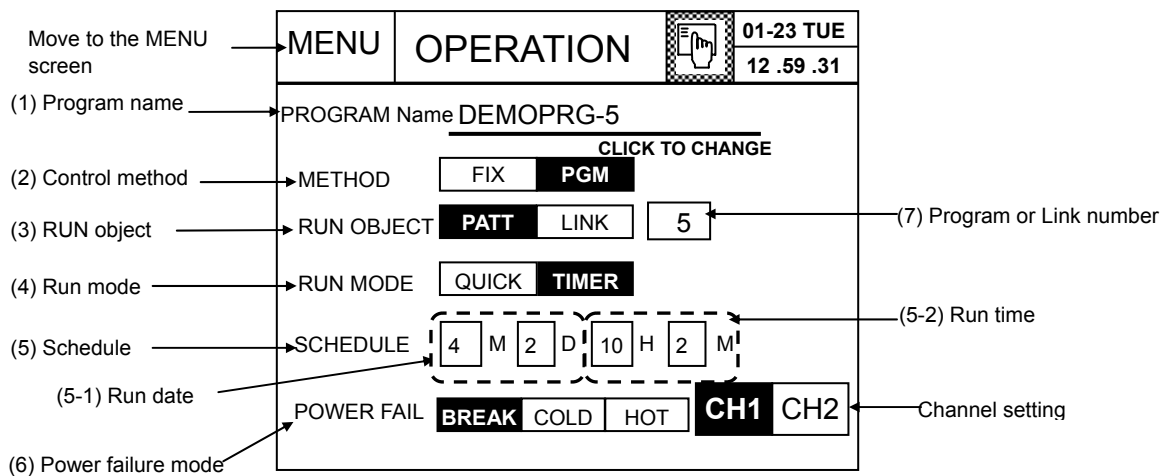 Move to the MENU
screen
MENU
OPERATION
01-23 TUE
12 .59 .31
(1) Program name
PROGRAM Name DEMOPRG-5
CLICK TO CHANGE
(2) Control method
METHOD FIX PGM
(3) RUN object
RUN OBJECT PATT LINK 5
(7) Program or Link number
(4) Run mode
RUN MODE QUICK TIMER
(5-2) Run time
(5) Schedule
SCHEDULE 4 M 2 D 10 H 2 M
(5-1) Run date
POWER FAIL BREAK COLD HOT
CH1 CH2
Channel setting
(6) Power failure mode